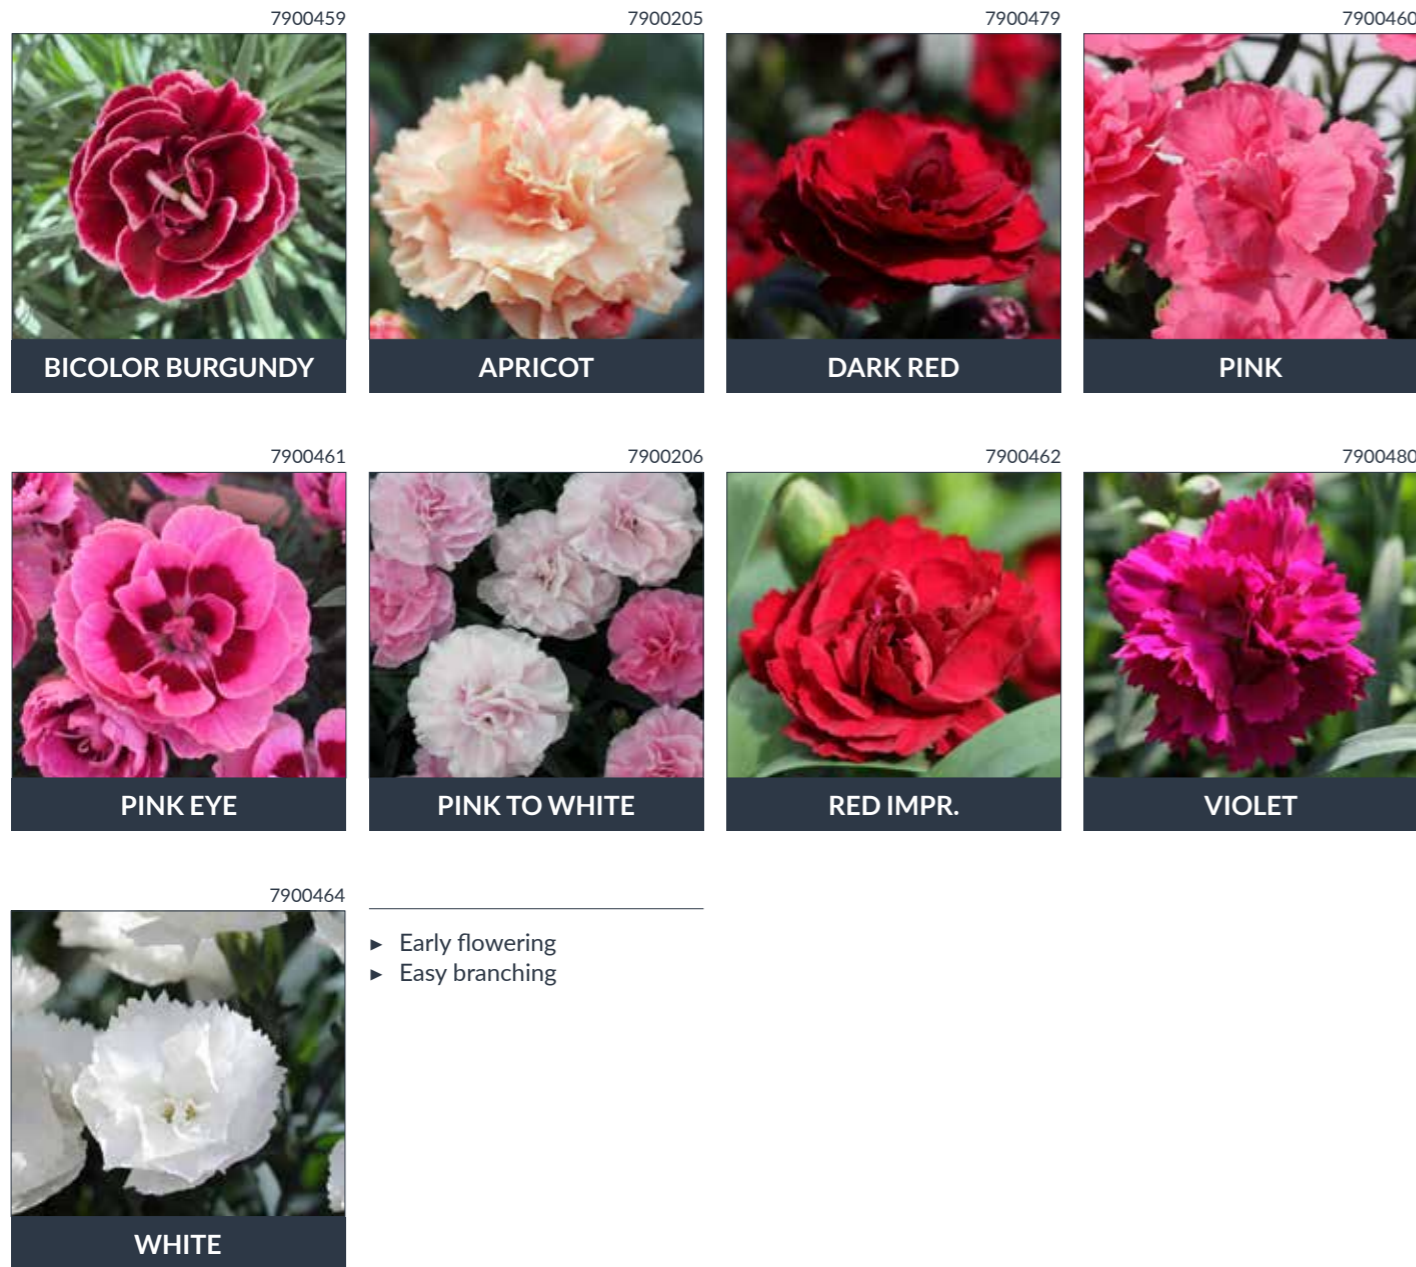 7900459
BICOLOR BURGUNDY
7900205
APRICOT
7900479
DARK RED
7900460
PINK
7900461
PINK EYE
7900206
PINK TO WHITE
7900462
RED IMPR.
7900480
VIOLET
7900464
WHITE
► Early flowering
► Easy branching